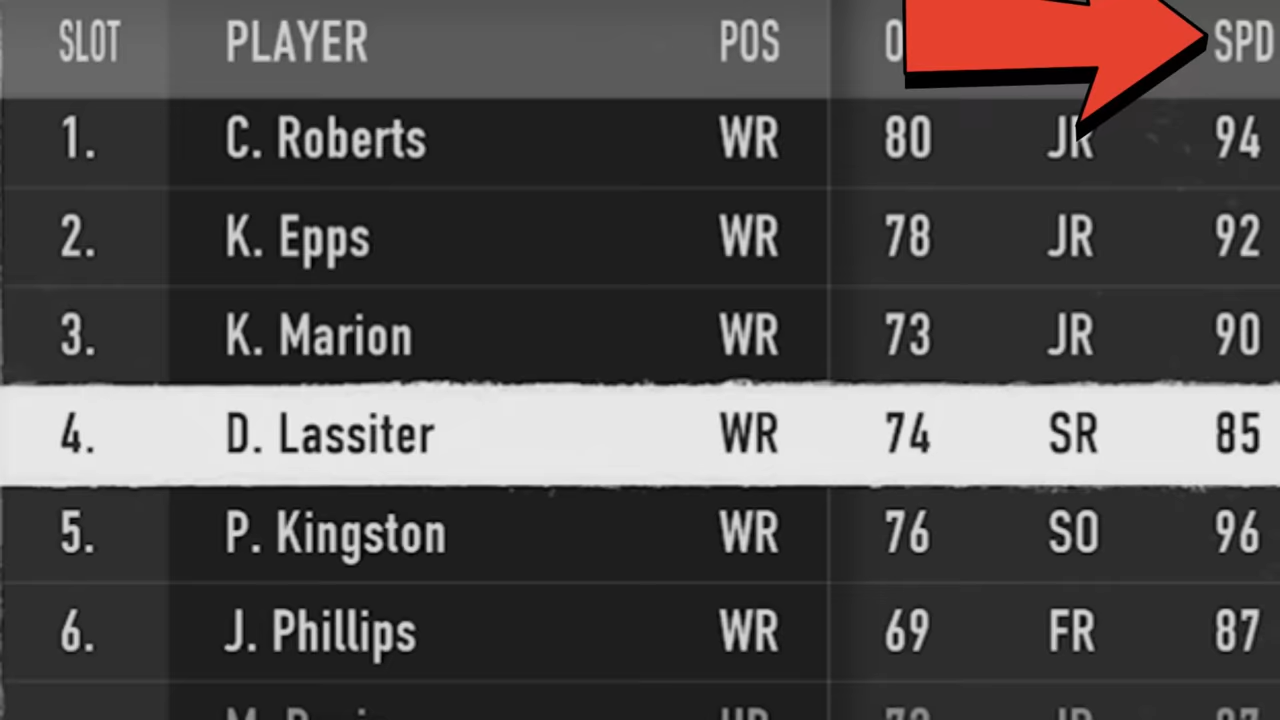 SLOT PLAYER POS SPD
1. C. Roberts WR 80 JR 94
2. K. Epps WR 78 JR 92
3. K. Marion WR 73 JR 90
4. D. Lassiter WR 74 SR 85
5. P. Kingston WR 76 SO 96
6. J. Phillips WR 69 FR 87